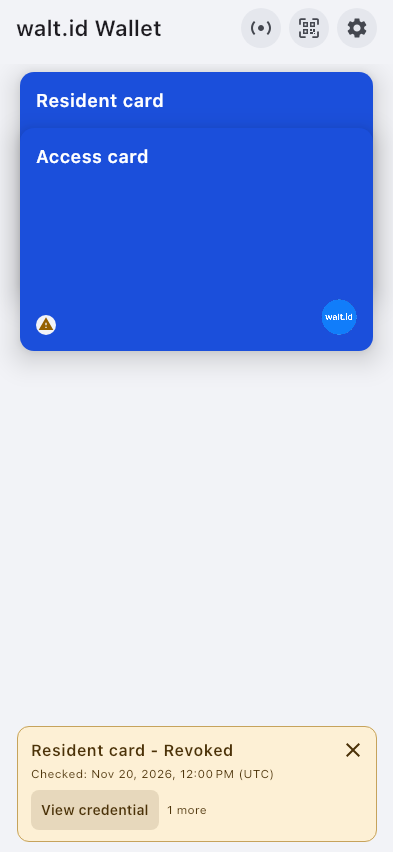 walt.id Wallet
Resident card
Access card
walt.id
Resident card - Revoked
Checked: Nov 20, 2026, 12:00 PM (UTC)
View credential
1 more